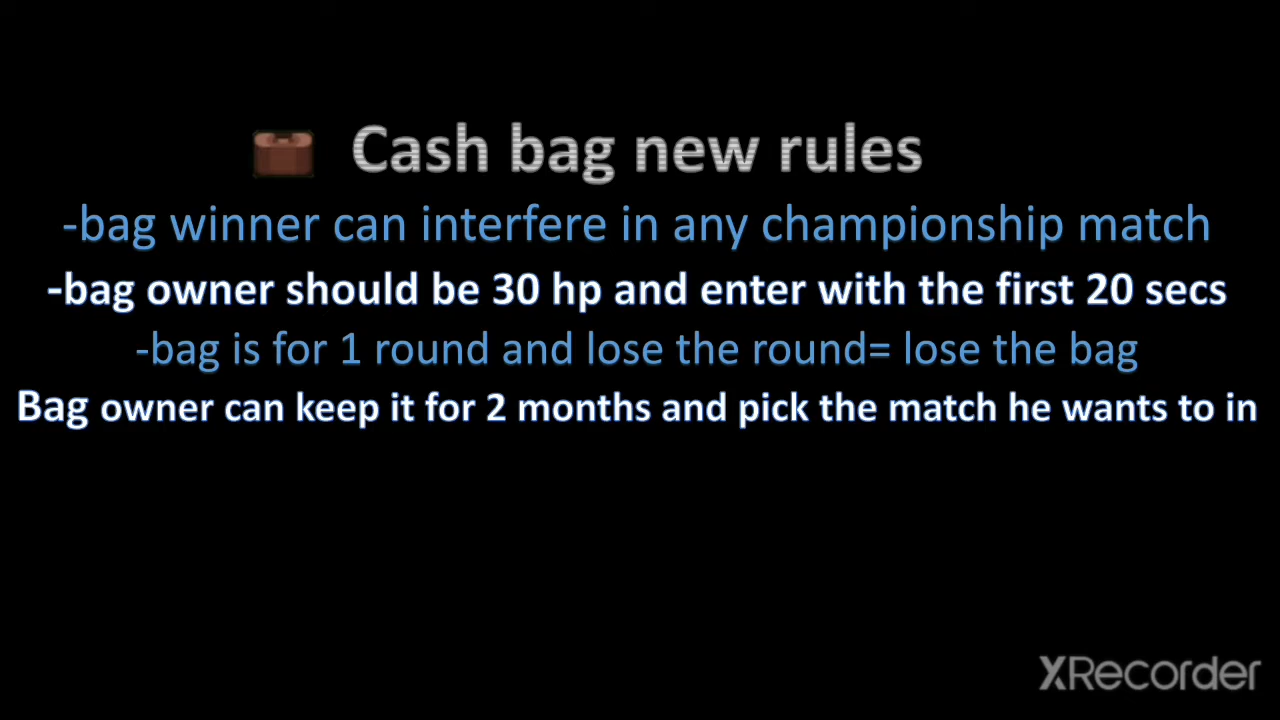 Cash bag new rules
-bag winner can interfere in any championship match
-bag owner should be 30 hp and enter with the first 20 secs
-bag is for 1 round and lose the round= lose the bag
Bag owner can keep it for 2 months and pick the match he wants to in
XRecorder